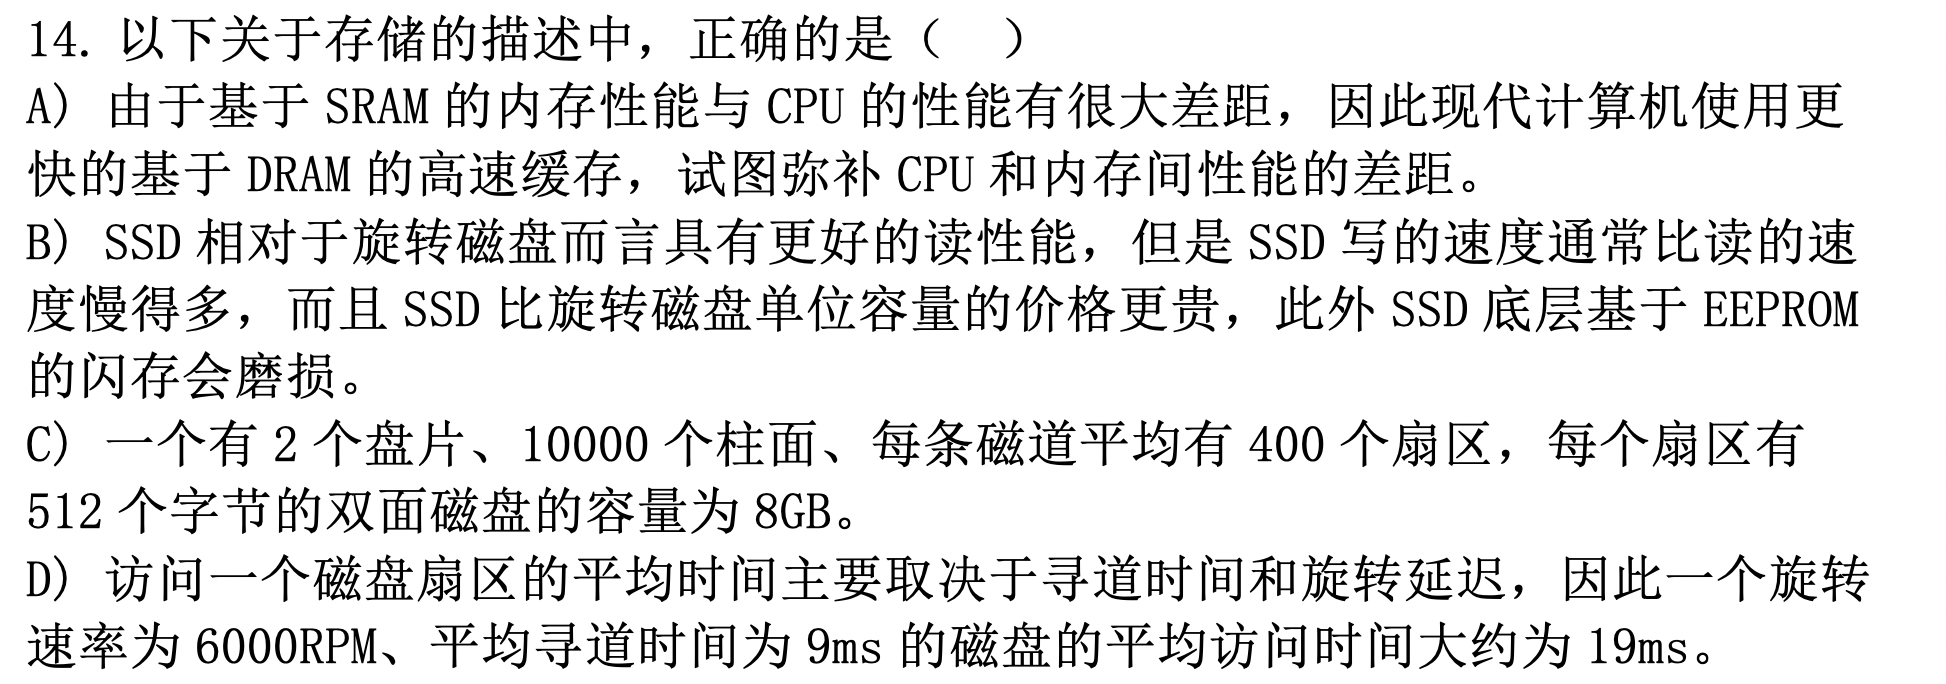 14. 以下关于存储的描述中，正确的是（  ）
A) 由于基于 SRAM 的内存性能与 CPU 的性能有很大差距，因此现代计算机使用更
快的基于 DRAM 的高速缓存，试图弥补 CPU 和内存间性能的差距。
B) SSD 相对于旋转磁盘而言具有更好的读性能，但是 SSD 写的速度通常比读的速
度慢得多，而且 SSD 比旋转磁盘单位容量的价格更贵，此外 SSD 底层基于 EEPROM
的闪存会磨损。
C) 一个有 2 个盘片、10000 个柱面、每条磁道平均有 400 个扇区，每个扇区有
512 个字节的双面磁盘的容量为 8GB。
D) 访问一个磁盘扇区的平均时间主要取决于寻道时间和旋转延迟，因此一个旋转
速率为 6000RPM、平均寻道时间为 9ms 的磁盘的平均访问时间大约为 19ms。